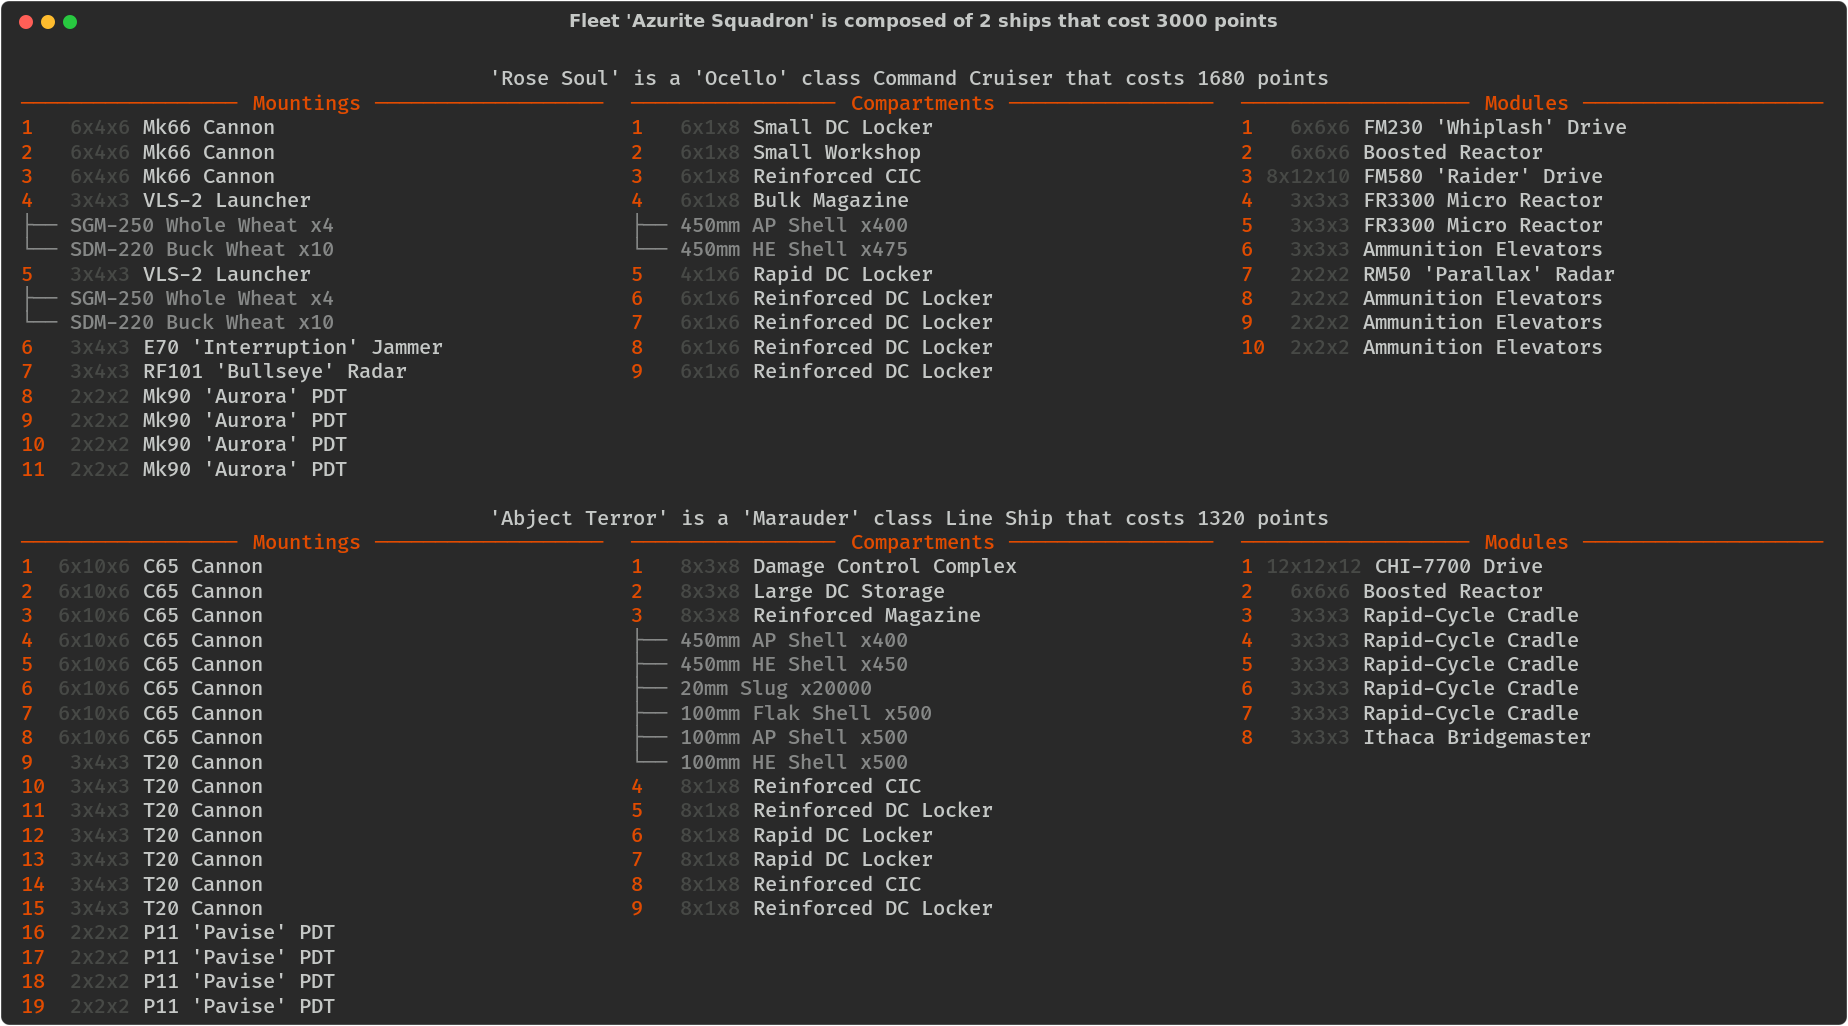 Fleet 'Azurite Squadron' is composed of 2 ships that cost 3000 points
'Rose Soul' is a 'Ocello' class Command Cruiser that costs 1680 points
Mountings
1 6x4x6 Mk66 Cannon
2 6x4x6 Mk66 Cannon
3 6x4x6 Mk66 Cannon
4 3x4x3 VLS-2 Launcher
SGM-250 Whole Wheat x4
SDM-220 Buck Wheat x10
5 3x4x3 VLS-2 Launcher
SGM-250 Whole Wheat x4
SDM-220 Buck Wheat x10
6 3x4x3 E70 'Interruption' Jammer
7 3x4x3 RF101 'Bullseye' Radar
8 2x2x2 Mk90 'Aurora' PDT
9 2x2x2 Mk90 'Aurora' PDT
10 2x2x2 Mk90 'Aurora' PDT
11 2x2x2 Mk90 'Aurora' PDT
Compartments
1 6x1x8 Small DC Locker
2 6x1x8 Small Workshop
3 6x1x8 Reinforced CIC
4 6x1x8 Bulk Magazine
450mm AP Shell x400
450mm HE Shell x475
5 4x1x6 Rapid DC Locker
6 6x1x6 Reinforced DC Locker
7 6x1x6 Reinforced DC Locker
8 6x1x6 Reinforced DC Locker
9 6x1x6 Reinforced DC Locker
Modules
1 6x6x6 FM230 'Whiplash' Drive
2 6x6x6 Boosted Reactor
3 8x12x10 FM580 'Raider' Drive
4 3x3x3 FR3300 Micro Reactor
5 3x3x3 FR3300 Micro Reactor
6 3x3x3 Ammunition Elevators
7 2x2x2 RM50 'Parallax' Radar
8 2x2x2 Ammunition Elevators
9 2x2x2 Ammunition Elevators
10 2x2x2 Ammunition Elevators
'Abject Terror' is a 'Marauder' class Line Ship that costs 1320 points
Mountings
1 6x10x6 C65 Cannon
2 6x10x6 C65 Cannon
3 6x10x6 C65 Cannon
4 6x10x6 C65 Cannon
5 6x10x6 C65 Cannon
6 6x10x6 C65 Cannon
7 6x10x6 C65 Cannon
8 6x10x6 C65 Cannon
9 3x4x3 T20 Cannon
10 3x4x3 T20 Cannon
11 3x4x3 T20 Cannon
12 3x4x3 T20 Cannon
13 3x4x3 T20 Cannon
14 3x4x3 T20 Cannon
15 3x4x3 T20 Cannon
16 2x2x2 P11 'Pavise' PDT
17 2x2x2 P11 'Pavise' PDT
18 2x2x2 P11 'Pavise' PDT
19 2x2x2 P11 'Pavise' PDT
Compartments
1 8x3x8 Damage Control Complex
2 8x3x8 Large DC Storage
3 8x3x8 Reinforced Magazine
450mm AP Shell x400
450mm HE Shell x450
20mm Slug x20000
100mm Flak Shell x500
100mm AP Shell x500
100mm HE Shell x500
4 8x1x8 Reinforced CIC
5 8x1x8 Reinforced DC Locker
6 8x1x8 Rapid DC Locker
7 8x1x8 Rapid DC Locker
8 8x1x8 Reinforced CIC
9 8x1x8 Reinforced DC Locker
Modules
1 12x12x12 CHI-7700 Drive
2 6x6x6 Boosted Reactor
3 3x3x3 Rapid-Cycle Cradle
4 3x3x3 Rapid-Cycle Cradle
5 3x3x3 Rapid-Cycle Cradle
6 3x3x3 Rapid-Cycle Cradle
7 3x3x3 Rapid-Cycle Cradle
8 3x3x3 Ithaca Bridgemaster